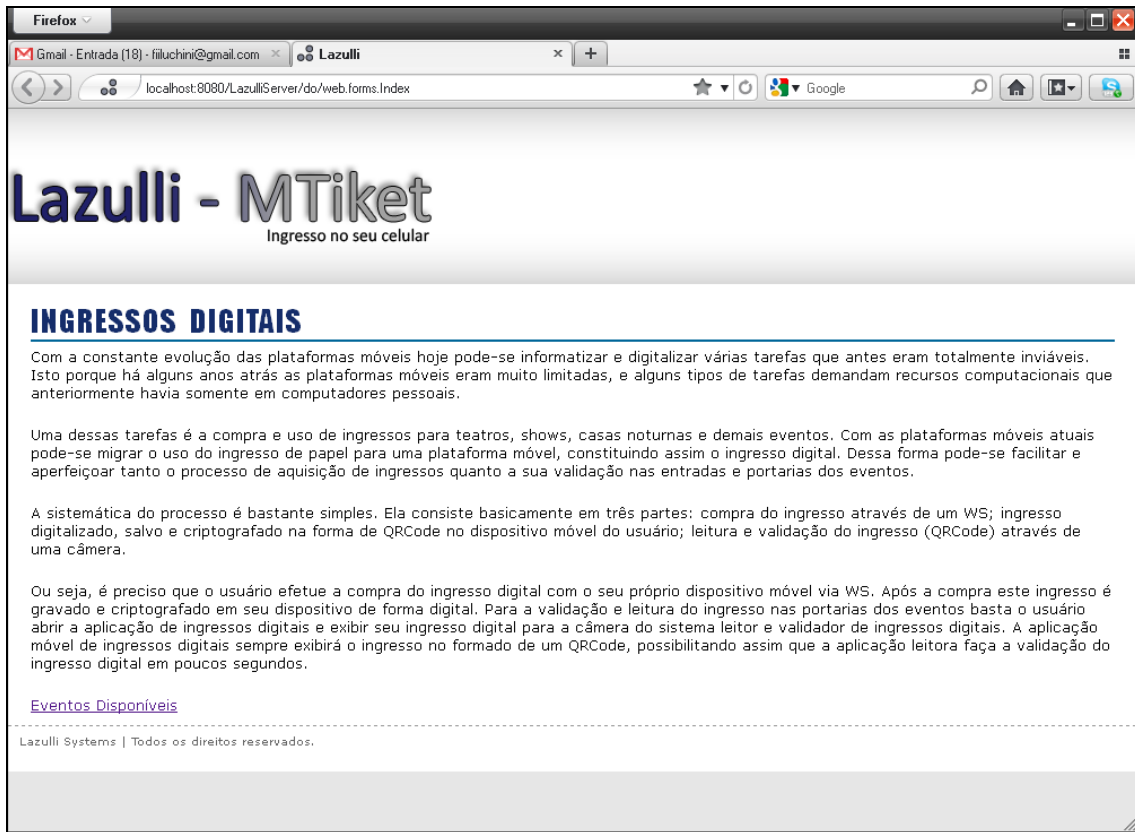 Firefox
Gmail - Entrada (18) - fiiluchini@gmail.com
Lazulli
localhost:8080/LazulliServer/do/web.forms.Index
Google
Lazulli - MTiket
Ingresso no seu celular
INGRESSOS DIGITAIS
Com a constante evolução das plataformas móveis hoje pode-se informatizar e digitalizar várias tarefas que antes eram totalmente inviáveis.
Isto porque há alguns anos atrás as plataformas móveis eram muito limitadas, e alguns tipos de tarefas demandam recursos computacionais que
anteriormente havia somente em computadores pessoais.
Uma dessas tarefas é a compra e uso de ingressos para teatros, shows, casas noturnas e demais eventos. Com as plataformas móveis atuais
pode-se migrar o uso do ingresso de papel para uma plataforma móvel, constituindo assim o ingresso digital. Dessa forma pode-se facilitar e
aperfeiçoar tanto o processo de aquisição de ingressos quanto a sua validação nas entradas e portarias dos eventos.
A sistemática do processo é bastante simples. Ela consiste basicamente em três partes: compra do ingresso através de um WS; ingresso
digitalizado, salvo e criptografado na forma de QRCode no dispositivo móvel do usuário; leitura e validação do ingresso (QRCode) através de
uma câmera.
Ou seja, é preciso que o usuário efetue a compra do ingresso digital com o seu próprio dispositivo móvel via WS. Após a compra este ingresso é
gravado e criptografado em seu dispositivo de forma digital. Para a validação e leitura do ingresso nas portarias dos eventos basta o usuário
abrir a aplicação de ingressos digitais e exibir seu ingresso digital para a câmera do sistema leitor e validador de ingressos digitais. A aplicação
móvel de ingressos digitais sempre exibirá o ingresso no formado de um QRCode, possibilitando assim que a aplicação leitora faça a validação do
ingresso digital em poucos segundos.
Eventos Disponíveis
Lazulli Systems | Todos os direitos reservados.